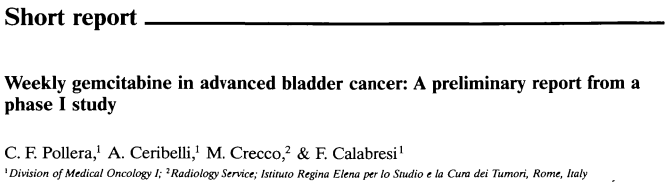 Short report
Weekly gemcitabine in advanced bladder cancer: A preliminary report from a
phase I study
C. F. Pollera,¹ A. Ceribelli,¹ M. Crecco,² & F. Calabresi¹
¹Division of Medical Oncology I; ²Radiology Service; Istituto Regina Elena per lo Studio e la Cura dei Tumori, Rome, Italy